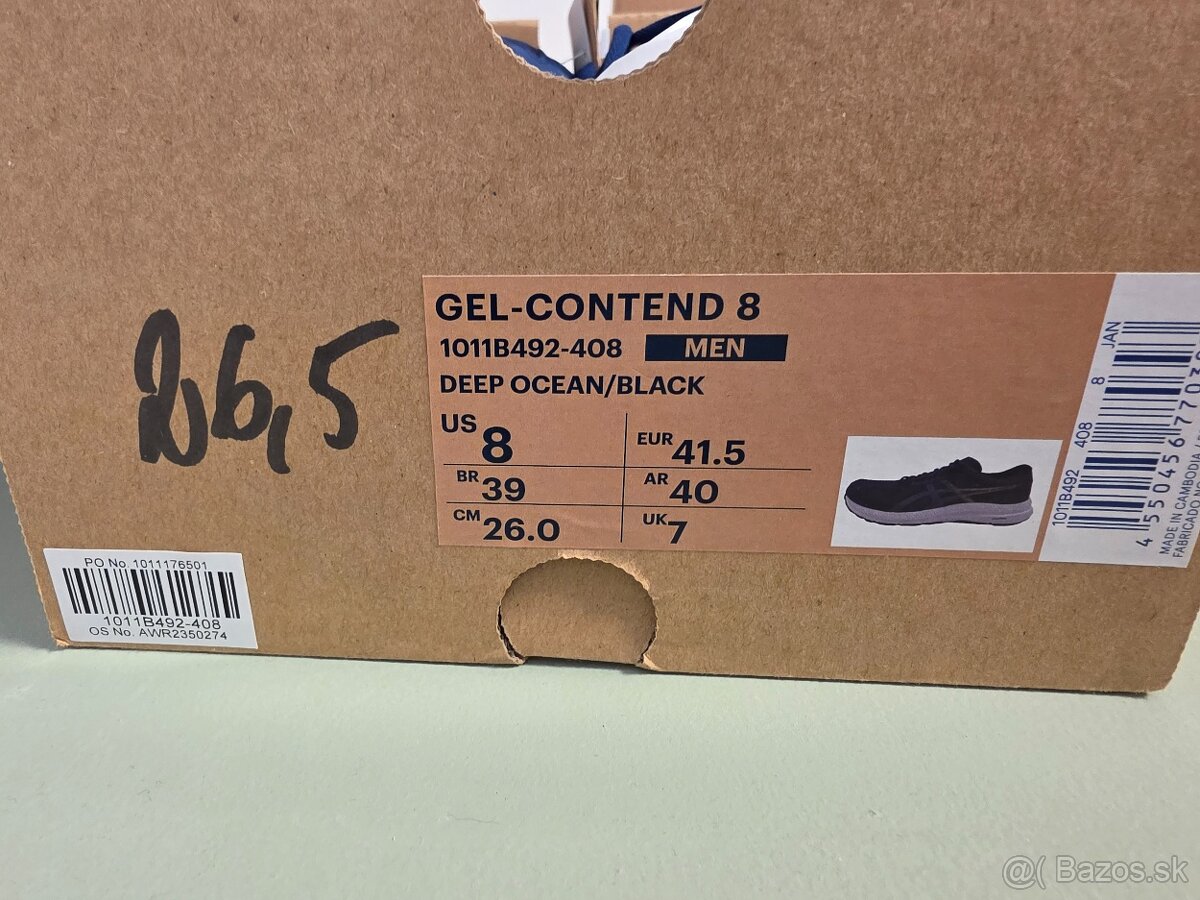 26,5
GEL-CONTEND 8
1011B492-408 MEN
DEEP OCEAN/BLACK
US 8 EUR 41.5
BR 39 AR 40
CM 26.0 UK 7
1011B492 408 8 JAN
MADE IN CAMBODIA
PO No. 1011176501
1011B492-408
OS No. AWR2350274
@( Bazos.sk